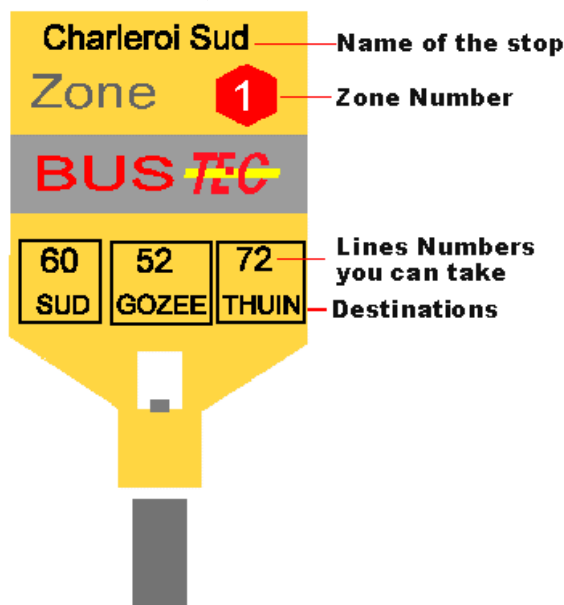 Charleroi Sud
Name of the stop
Zone 1
Zone Number
BUS TEC
60 52 72
Lines Numbers
you can take
SUD GOZEE THUIN
Destinations